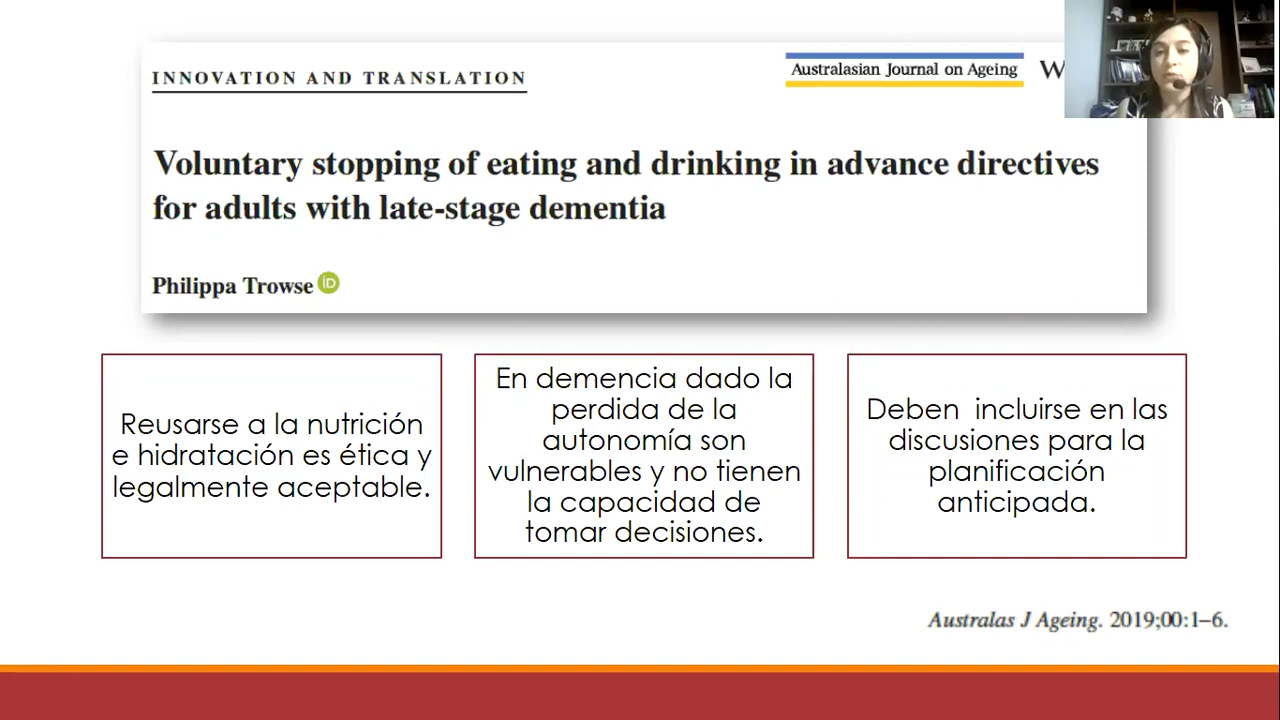 INNOVATION AND TRANSLATION
Australasian Journal on Ageing
W
Voluntary stopping of eating and drinking in advance directives
for adults with late-stage dementia
Philippa Trowse iD
Reusarse a la nutrición
e hidratación es ética y
legalmente aceptable.
En demencia dado la
perdida de la
autonomía son
vulnerables y no tienen
la capacidad de
tomar decisiones.
Deben incluirse en las
discusiones para la
planificación
anticipada.
Australas J Ageing. 2019;00:1–6.